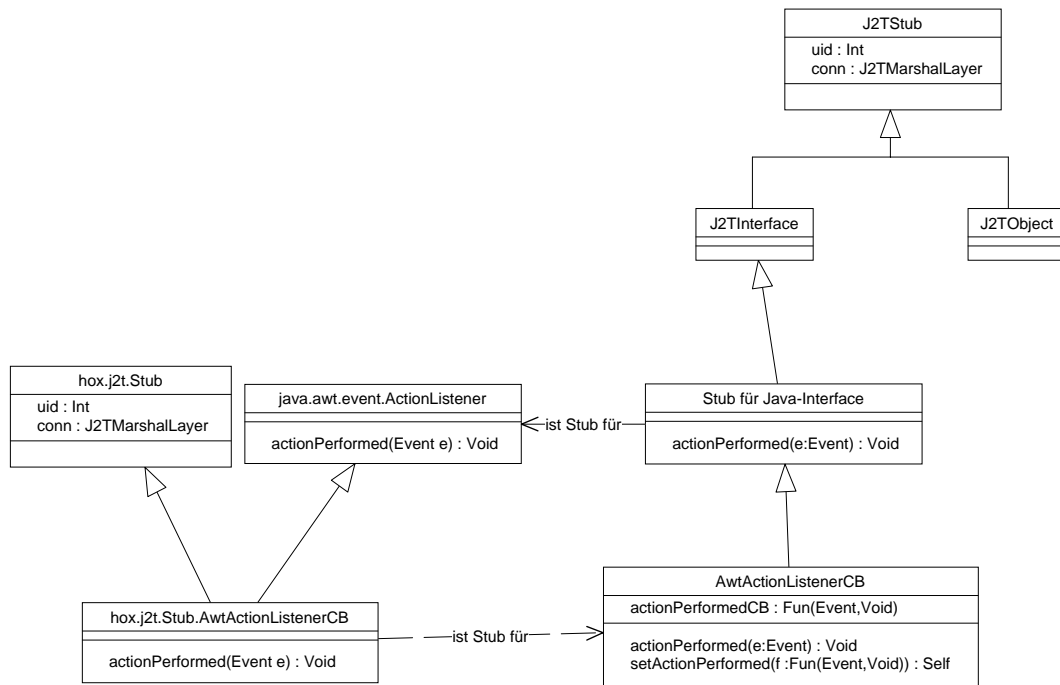 J2TStub
uid : Int
conn : J2TMarshalLayer
J2TInterface
J2TObject
hox.j2t.Stub
uid : Int
conn : J2TMarshalLayer
java.awt.event.ActionListener
actionPerformed(Event e) : Void
ist Stub für
Stub für Java-Interface
actionPerformed(e:Event) : Void
hox.j2t.Stub.AwtActionListenerCB
actionPerformed(Event e) : Void
ist Stub für
AwtActionListenerCB
actionPerformedCB : Fun(Event,Void)
actionPerformed(e:Event) : Void
setActionPerformed(f :Fun(Event,Void)) : Self